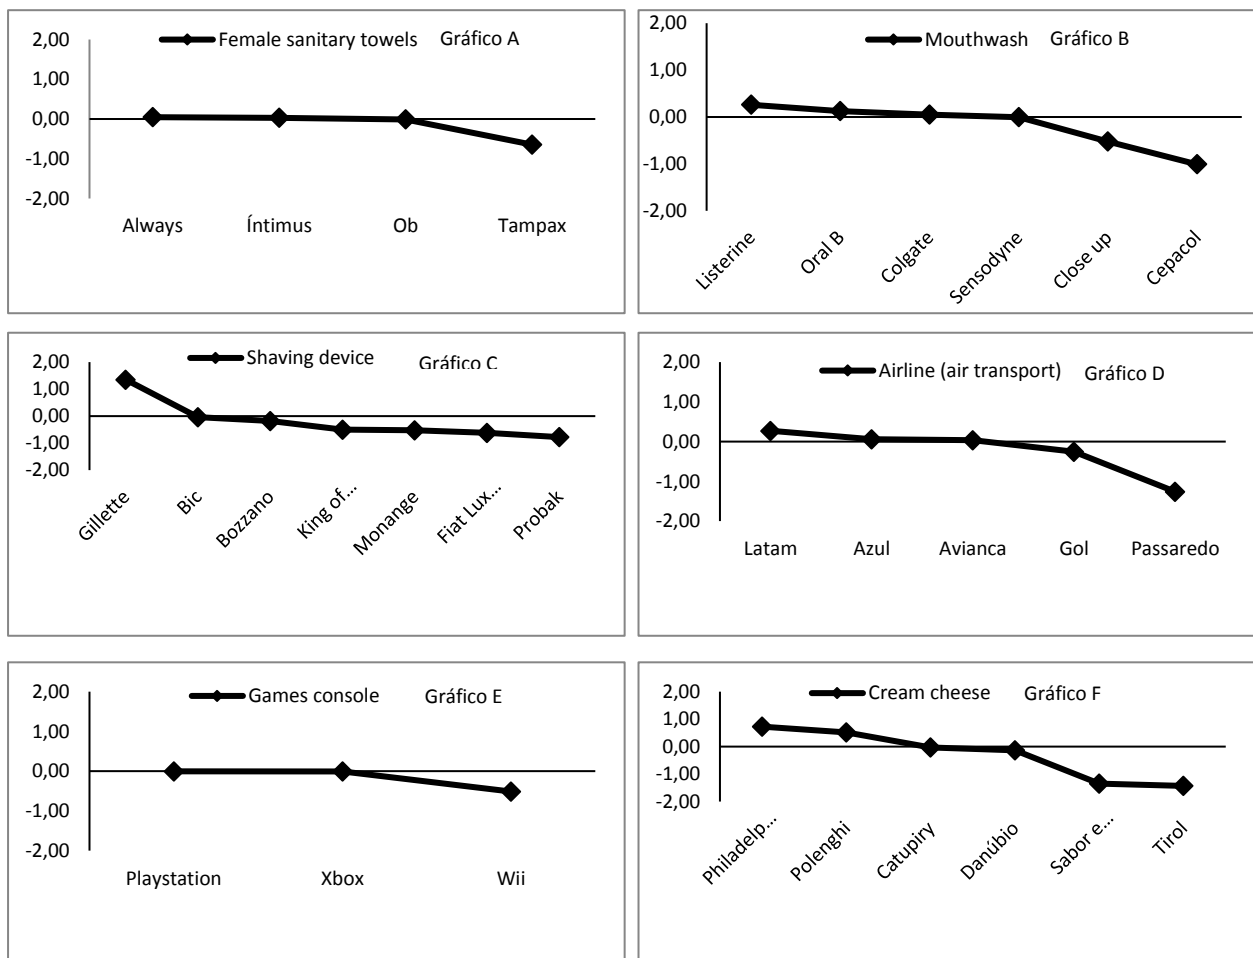 Female sanitary towels Gráfico A
2,00
1,00
0,00
-1,00
-2,00
Always Íntimus Ob Tampax
Mouthwash Gráfico B
2,00
1,00
0,00
-1,00
-2,00
Listerine Oral B Colgate Sensodyne Close up Cepacol
Shaving device Gráfico C
2,00
1,00
0,00
-1,00
-2,00
Gillette Bic Bozzano King of... Monange Fiat Lux... Probak
Airline (air transport) Gráfico D
2,00
1,00
0,00
-1,00
-2,00
Latam Azul Avianca Gol Passaredo
Games console Gráfico E
2,00
1,00
0,00
-1,00
-2,00
Playstation Xbox Wii
Cream cheese Gráfico F
2,00
1,00
0,00
-1,00
-2,00
Philadelp... Polenghi Catupiry Danúbio Sabor e... Tirol